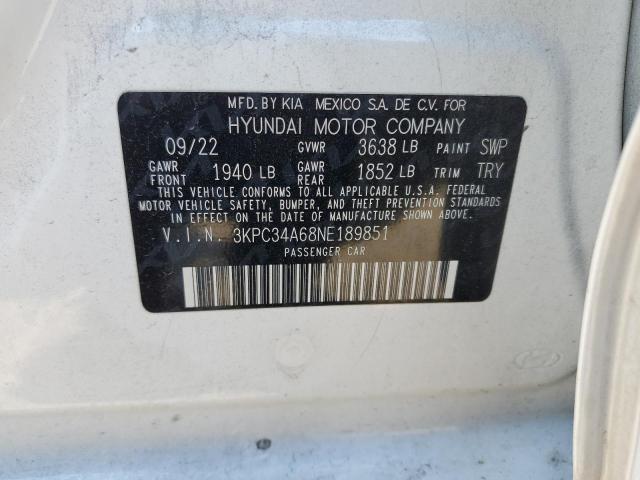 MFD. BY KIA MEXICO S.A. DE C.V. FOR
HYUNDAI MOTOR COMPANY
09/22 GVWR 3638 LB PAINT SWP
GAWR FRONT 1940 LB GAWR REAR 1852 LB TRIM TRY
THIS VEHICLE CONFORMS TO ALL APPLICABLE U.S.A. FEDERAL
MOTOR VEHICLE SAFETY, BUMPER, AND THEFT PREVENTION STANDARDS
IN EFFECT ON THE DATE OF MANUFACTURE SHOWN ABOVE.
V.I.N. 3KPC34A68NE189851
PASSENGER CAR